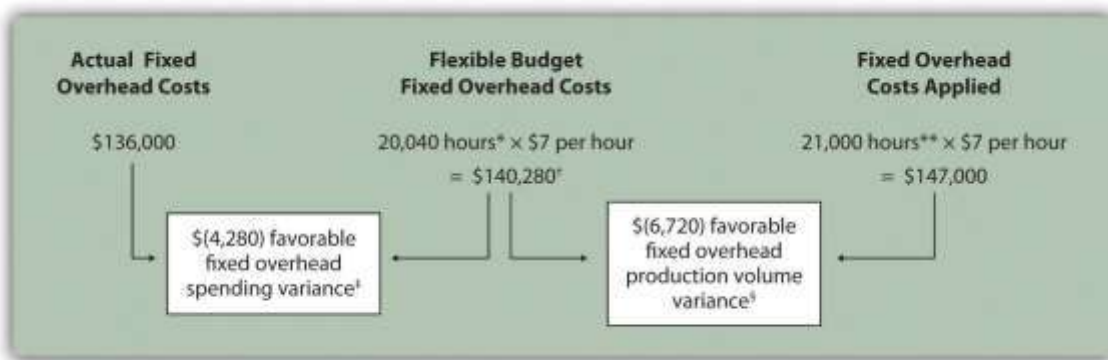 Actual Fixed
Overhead Costs
Flexible Budget
Fixed Overhead Costs
Fixed Overhead
Costs Applied
$136,000
20,040 hours* × $7 per hour
= $140,280†
21,000 hours** × $7 per hour
= $147,000
$(4,280) favorable
fixed overhead
spending variance‡
$(6,720) favorable
fixed overhead
production volume
variance§